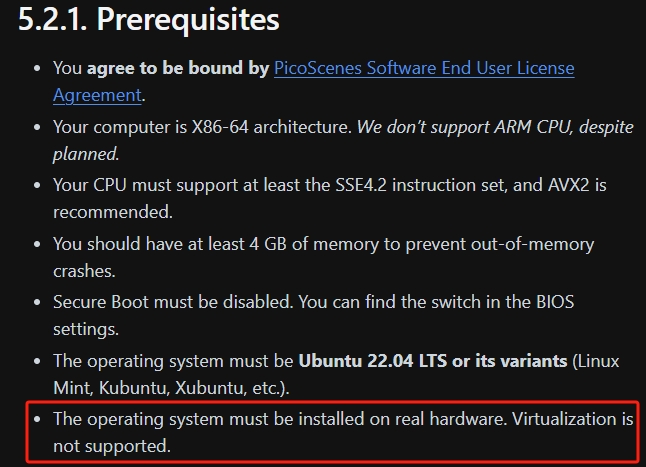 5.2.1. Prerequisites
• You agree to be bound by PicoScenes Software End User License
Agreement.
• Your computer is X86-64 architecture. We don't support ARM CPU, despite
planned.
• Your CPU must support at least the SSE4.2 instruction set, and AVX2 is
recommended.
• You should have at least 4 GB of memory to prevent out-of-memory
crashes.
• Secure Boot must be disabled. You can find the switch in the BIOS
settings.
• The operating system must be Ubuntu 22.04 LTS or its variants (Linux
Mint, Kubuntu, Xubuntu, etc.).
• The operating system must be installed on real hardware. Virtualization is
not supported.